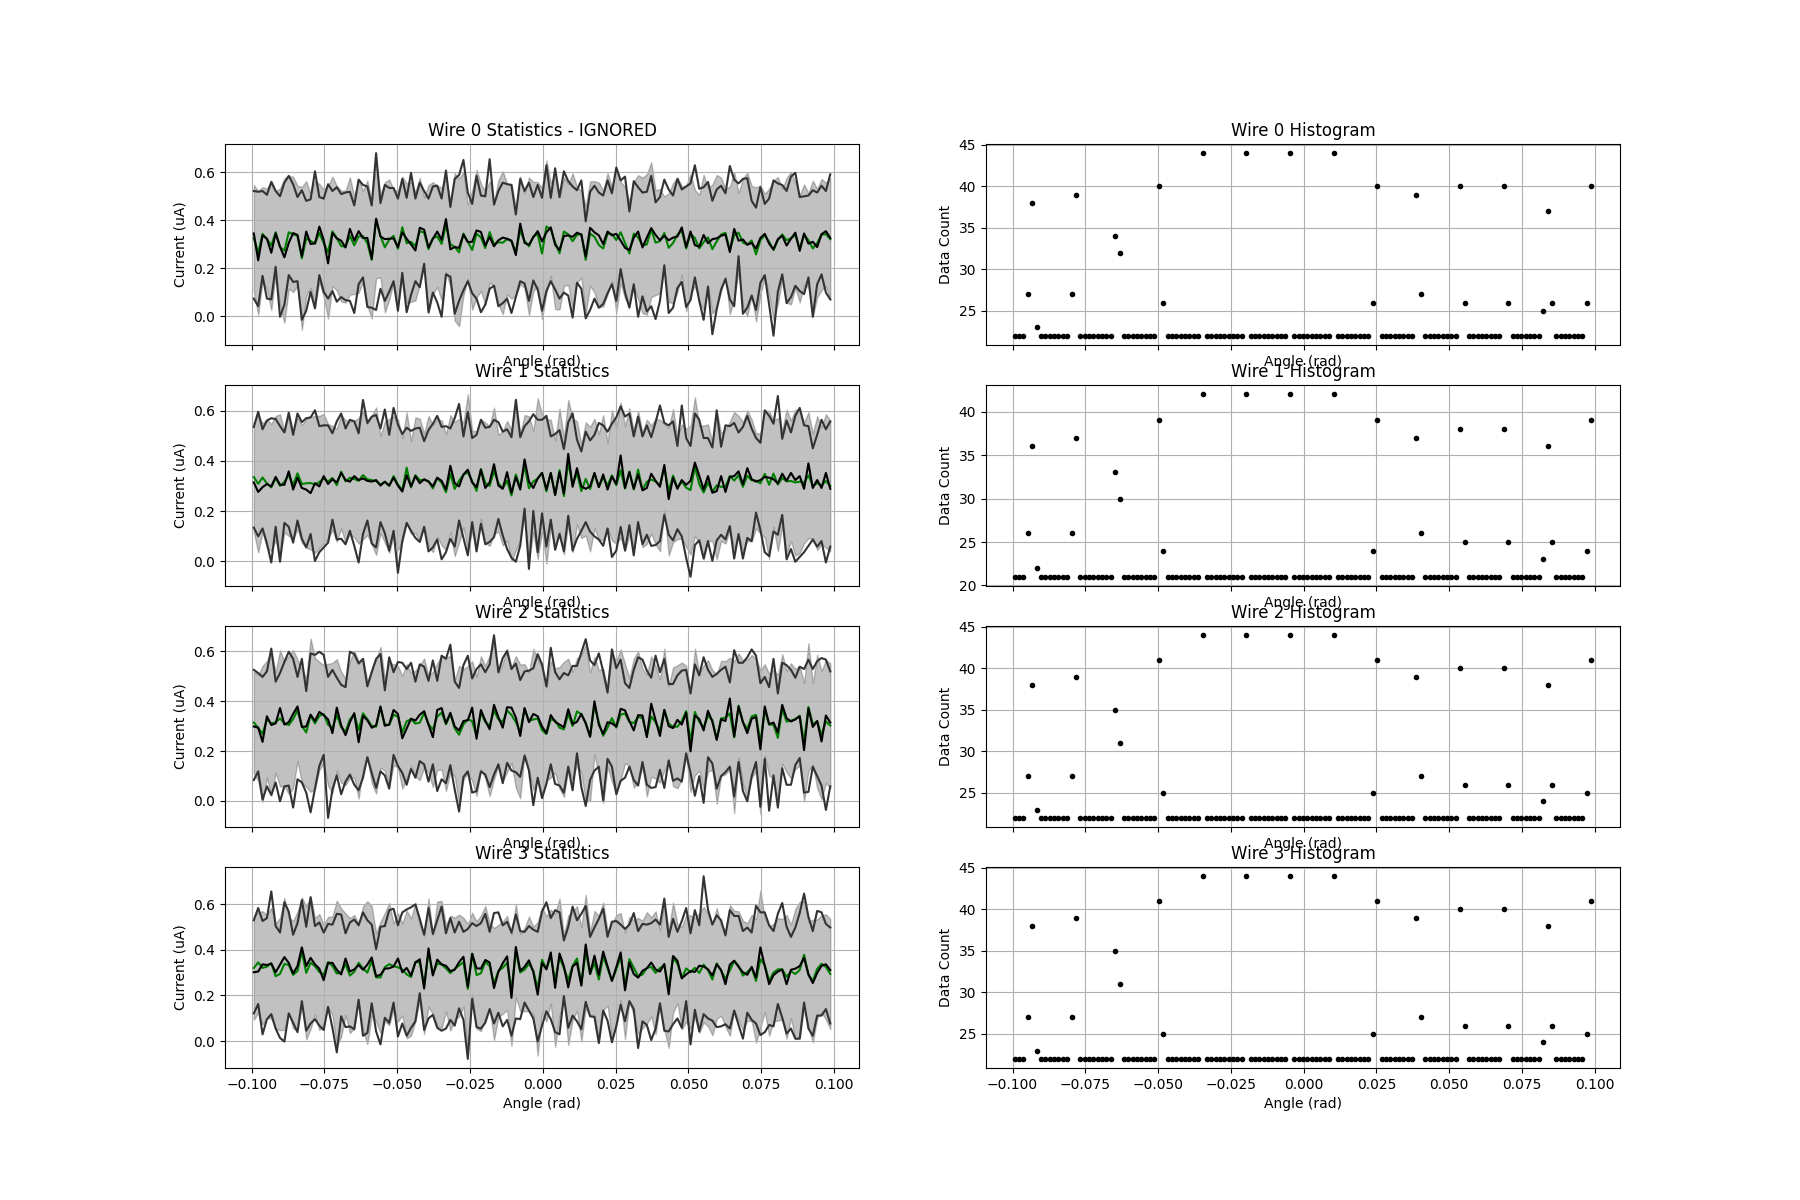 Wire 0 Statistics - IGNORED
Current (uA)
0.6
0.4
0.2
0.0
Angle (rad)
Wire 0 Histogram
Data Count
45
40
35
30
25
Angle (rad)
Wire 1 Statistics
Current (uA)
0.6
0.4
0.2
0.0
Angle (rad)
Wire 1 Histogram
Data Count
40
35
30
25
20
Angle (rad)
Wire 2 Statistics
Current (uA)
0.6
0.4
0.2
0.0
Angle (rad)
Wire 2 Histogram
Data Count
45
40
35
30
25
Angle (rad)
Wire 3 Statistics
Current (uA)
0.6
0.4
0.2
0.0
−0.100 −0.075 −0.050 −0.025 0.000 0.025 0.050 0.075 0.100
Angle (rad)
Wire 3 Histogram
Data Count
45
40
35
30
25
−0.100 −0.075 −0.050 −0.025 0.000 0.025 0.050 0.075 0.100
Angle (rad)